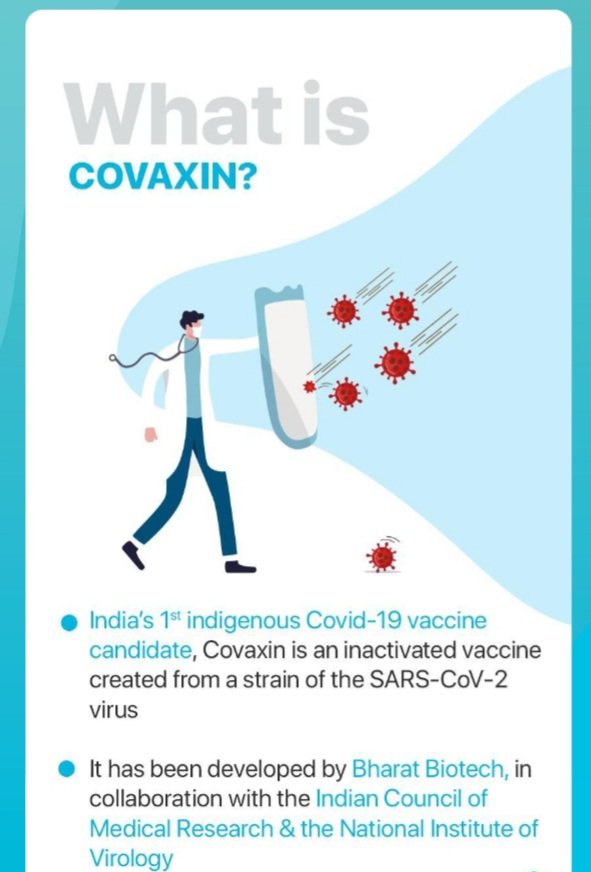 What is
COVAXIN?
India's 1st indigenous Covid-19 vaccine
candidate, Covaxin is an inactivated vaccine
created from a strain of the SARS-CoV-2
virus
It has been developed by Bharat Biotech, in
collaboration with the Indian Council of
Medical Research & the National Institute of
Virology